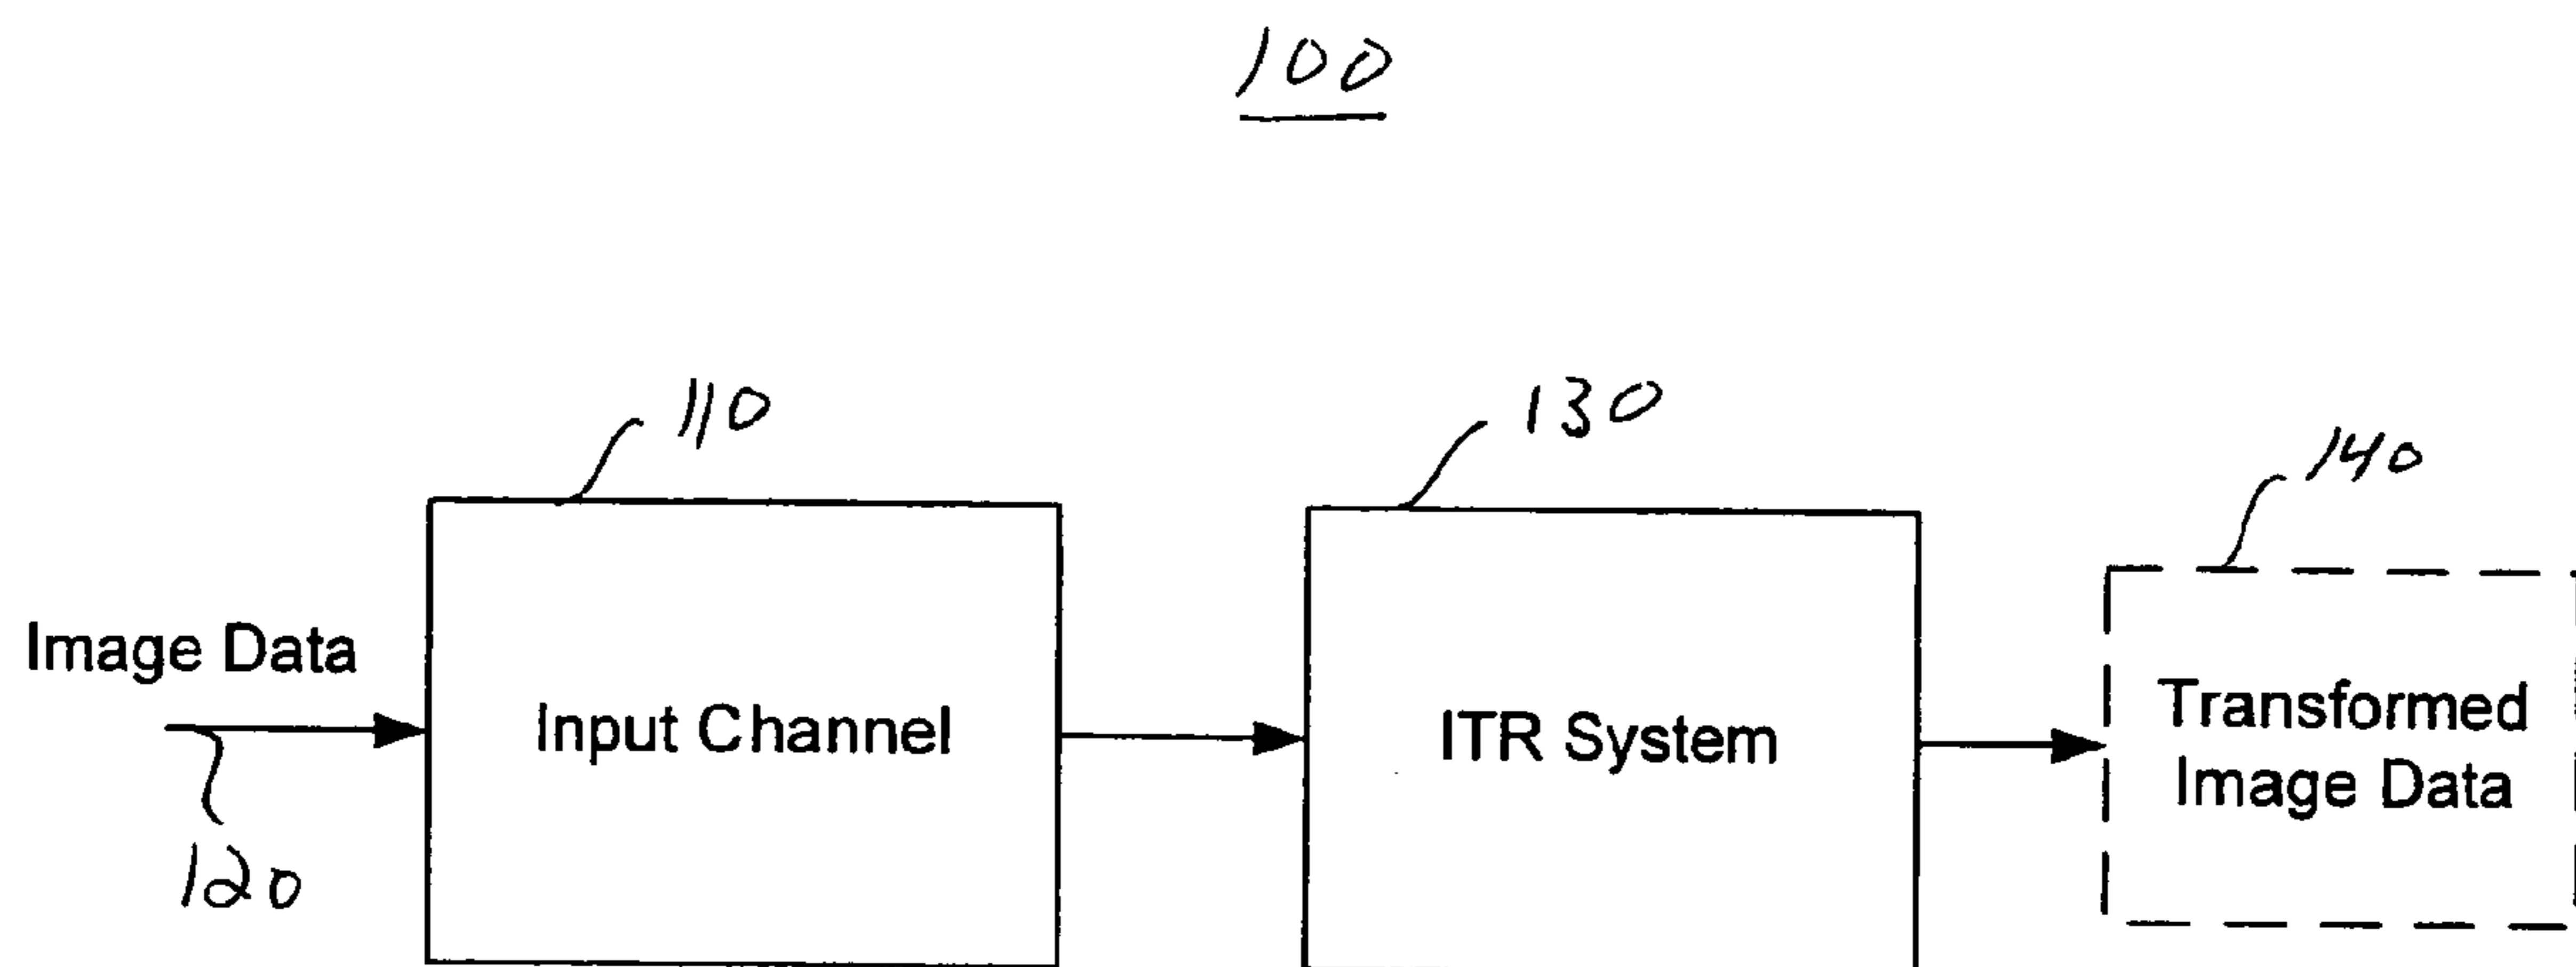 100
110
130
140
Image Data
Input Channel
ITR System
Transformed
Image Data
120